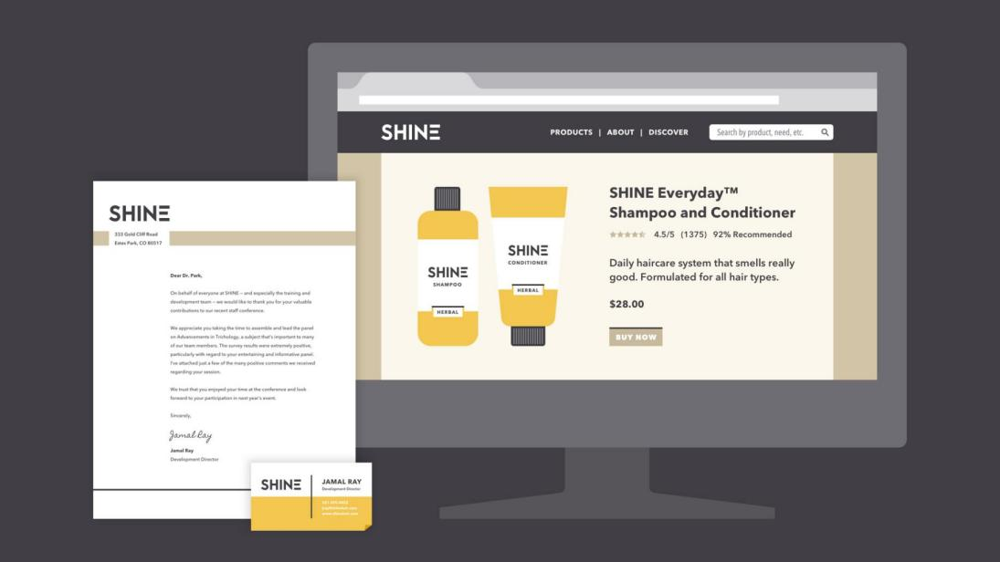 SHINE
PRODUCTS | ABOUT | DISCOVER
Search by product, need, etc.
SHINE
SHAMPOO
HERBAL
SHINE
CONDITIONER
HERBAL
SHINE Everyday™
Shampoo and Conditioner
4.5/5 (1375) 92% Recommended
Daily haircare system that smells really
good. Formulated for all hair types.
$28.00
BUY NOW
SHINE
333 Gold Cliff Road
Estes Park, CO 80517
Dear Dr. Park,
On behalf of everyone at SHINE – and especially the training and
development team – we would like to thank you for your valuable
contributions to our recent staff conference.
We appreciate you taking the time to assemble and lead the panel
on Advancements in Trichology, a subject that's important to many
of our team members. The survey results were extremely positive,
particularly with regard to your entertaining and informative panel.
I've attached just a few of the many positive comments we received
regarding your session.
We trust that you enjoyed your time at the conference and look
forward to your participation in next year's event.
Sincerely,
Jamal Ray
Jamal Ray
Development Director
SHINE
JAMAL RAY
Development Director